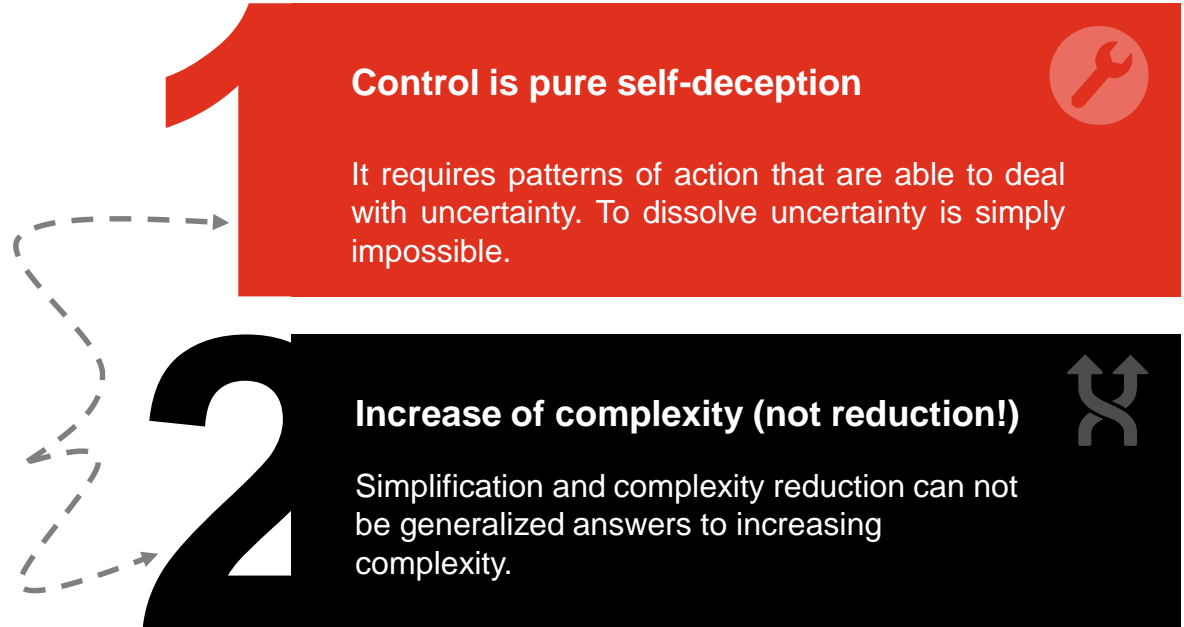 1
Control is pure self-deception
It requires patterns of action that are able to deal
with uncertainty. To dissolve uncertainty is simply
impossible.
2
Increase of complexity (not reduction!)
Simplification and complexity reduction can not
be generalized answers to increasing
complexity.